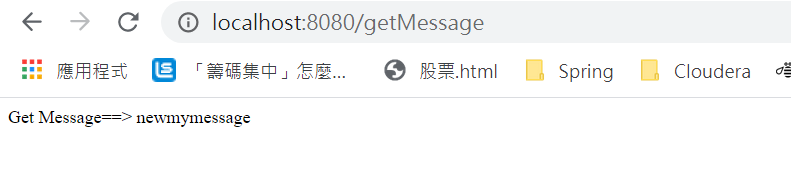 localhost:8080/getMessage
應用程式 「籌碼集中」怎麼... 股票.html Spring Cloudera
Get Message==> newmymessage